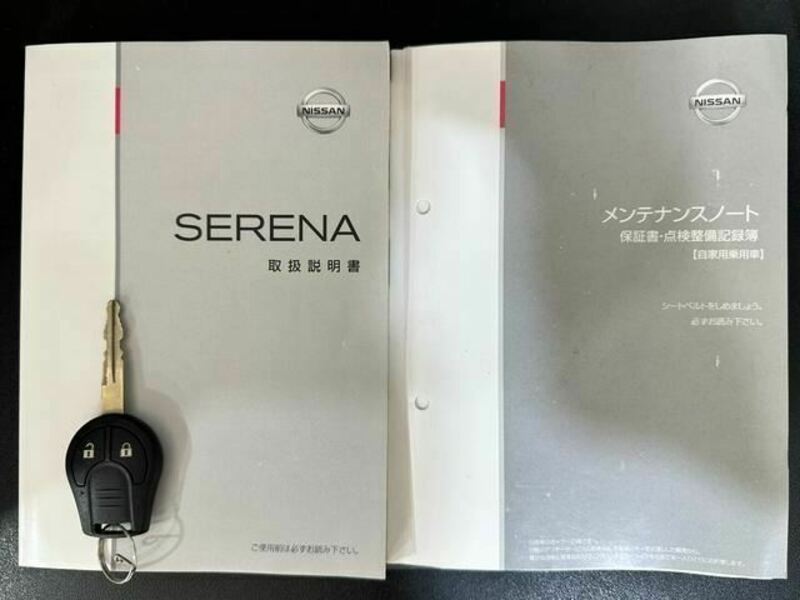 NISSAN
SERENA
取扱説明書
ご使用前は必ずお読み下さい。
NISSAN
メンテナンスノート
保証書・点検整備記録簿
【自家用乗用車】
シートベルトをしめましょう。
必ずお読み下さい。